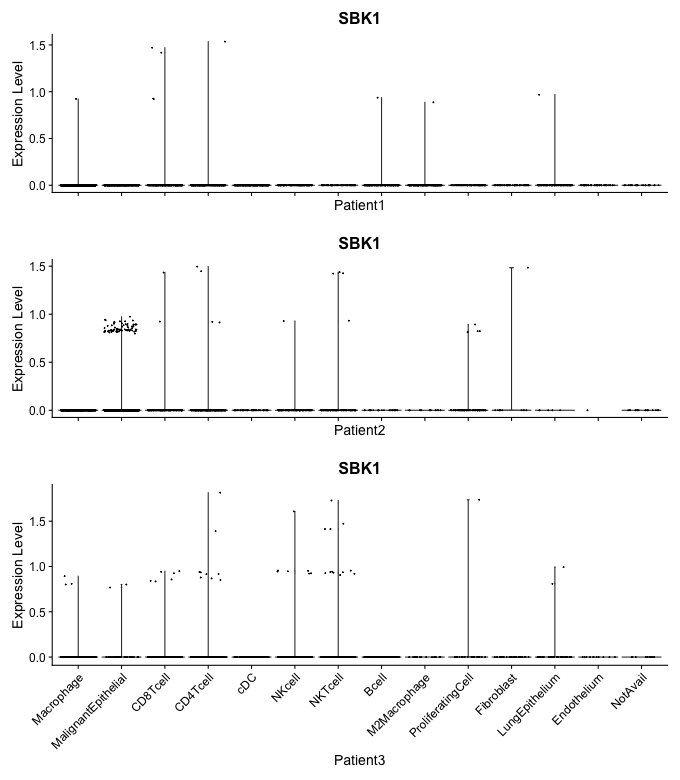 SBK1
Expression Level
1.5
1.0
0.5
0.0
Patient1
SBK1
Expression Level
1.5
1.0
0.5
0.0
Patient2
SBK1
Expression Level
1.5
1.0
0.5
0.0
Macrophage
MalignantEpithelial
CD8Tcell
CD4Tcell
cDC
NKcell
NKTcell
Bcell
M2Macrophage
ProliferatingCell
Fibroblast
LungEpithelium
Endothelium
NotAvail
Patient3